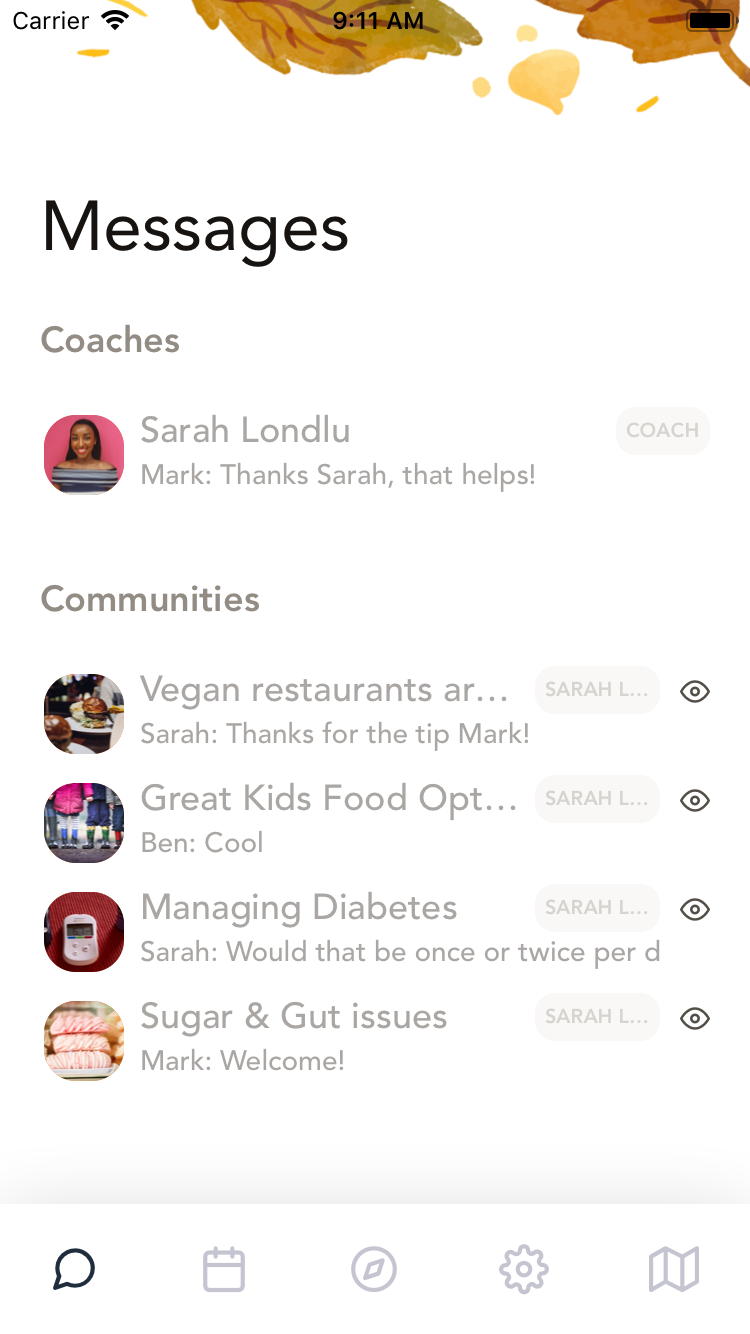 Carrier 9:11 AM
Messages
Coaches
Sarah Londlu COACH
Mark: Thanks Sarah, that helps!
Communities
Vegan restaurants ar... SARAH L...
Sarah: Thanks for the tip Mark!
Great Kids Food Opt... SARAH L...
Ben: Cool
Managing Diabetes SARAH L...
Sarah: Would that be once or twice per d
Sugar & Gut issues SARAH L...
Mark: Welcome!